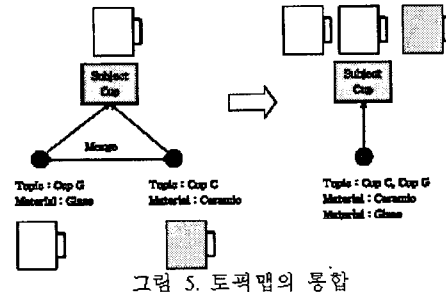 Subject
Cup
Merge
Topic : Cup G
Material : Glass
Topic : Cup C
Material : Ceramic
Subject
Cup
Topic : Cup C, Cup G
Material : Ceramic
Material : Glass
그림 5. 토픽맵의 통합